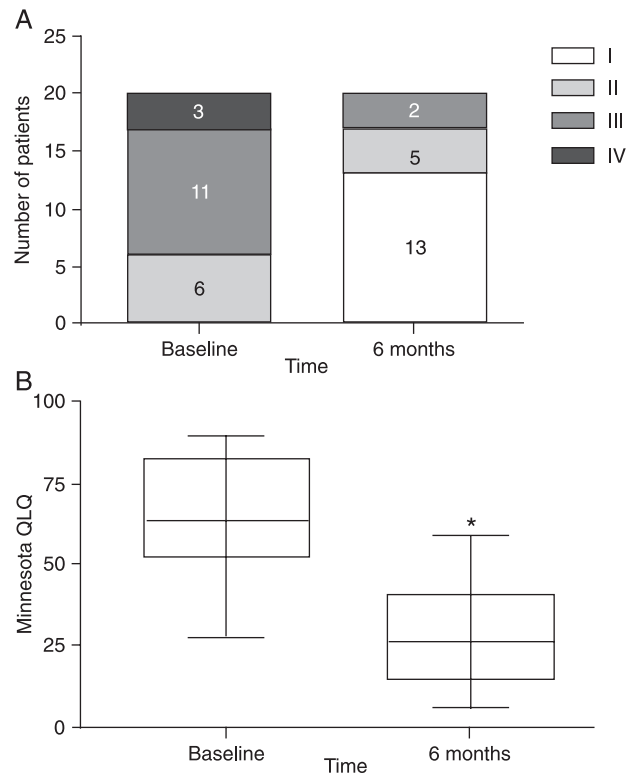 A
Number of patients
25
20
15
10
5
0
3
11
6
2
5
13
Baseline
6 months
Time
I
II
III
IV
B
Minnesota QLQ
100
75
50
25
0
*
Baseline
6 months
Time